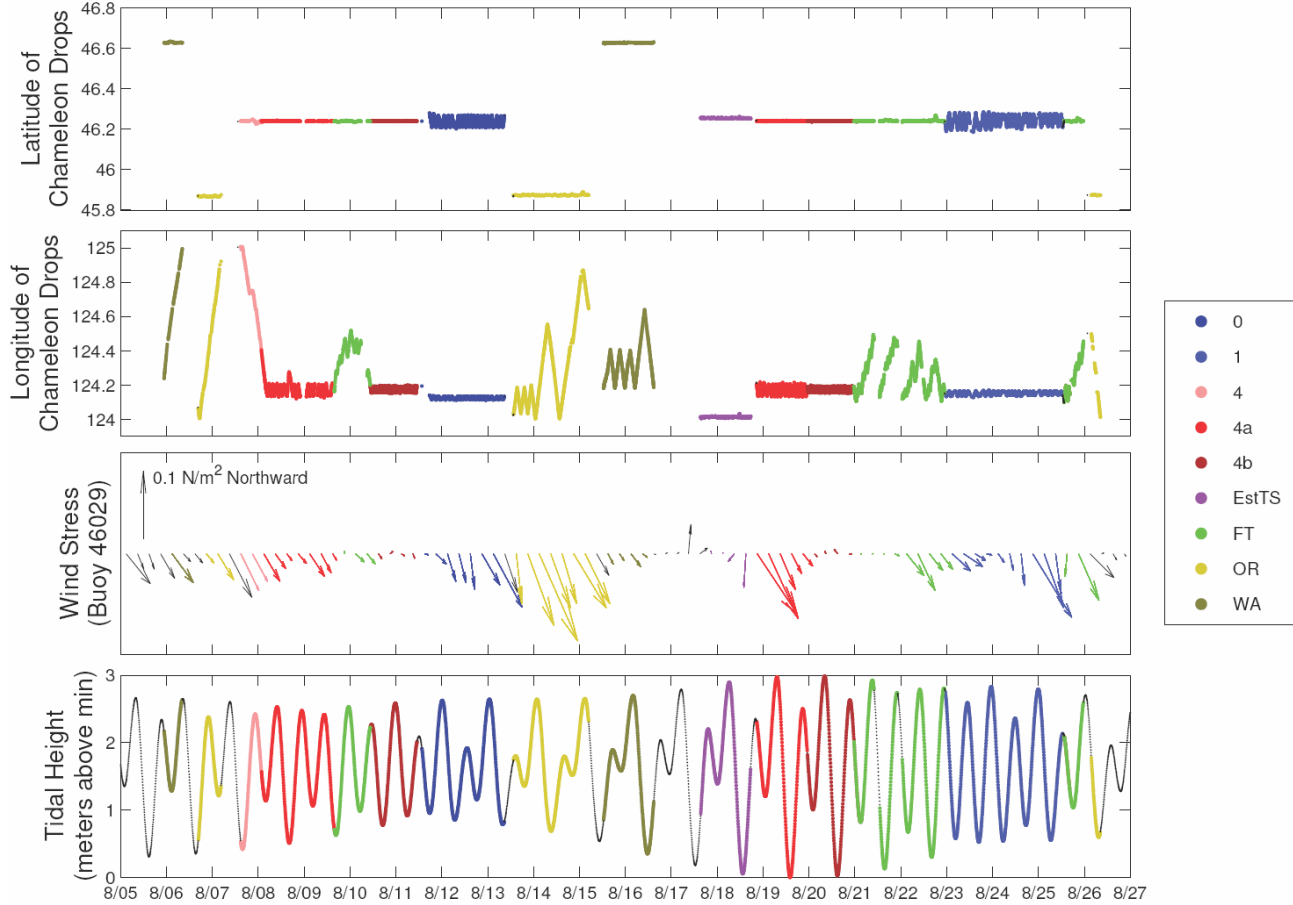 46.8
46.6
46.4
46.2
46
45.8
Latitude of
Chameleon Drops
125
124.8
124.6
124.4
124.2
124
Longitude of
Chameleon Drops
0.1 N/m² Northward
Wind Stress
(Buoy 46029)
3
2
1
0
Tidal Height
(meters above min)
8/05 8/06 8/07 8/08 8/09 8/10 8/11 8/12 8/13 8/14 8/15 8/16 8/17 8/18 8/19 8/20 8/21 8/22 8/23 8/24 8/25 8/26 8/27
0
1
4
4a
4b
EstTS
FT
OR
WA